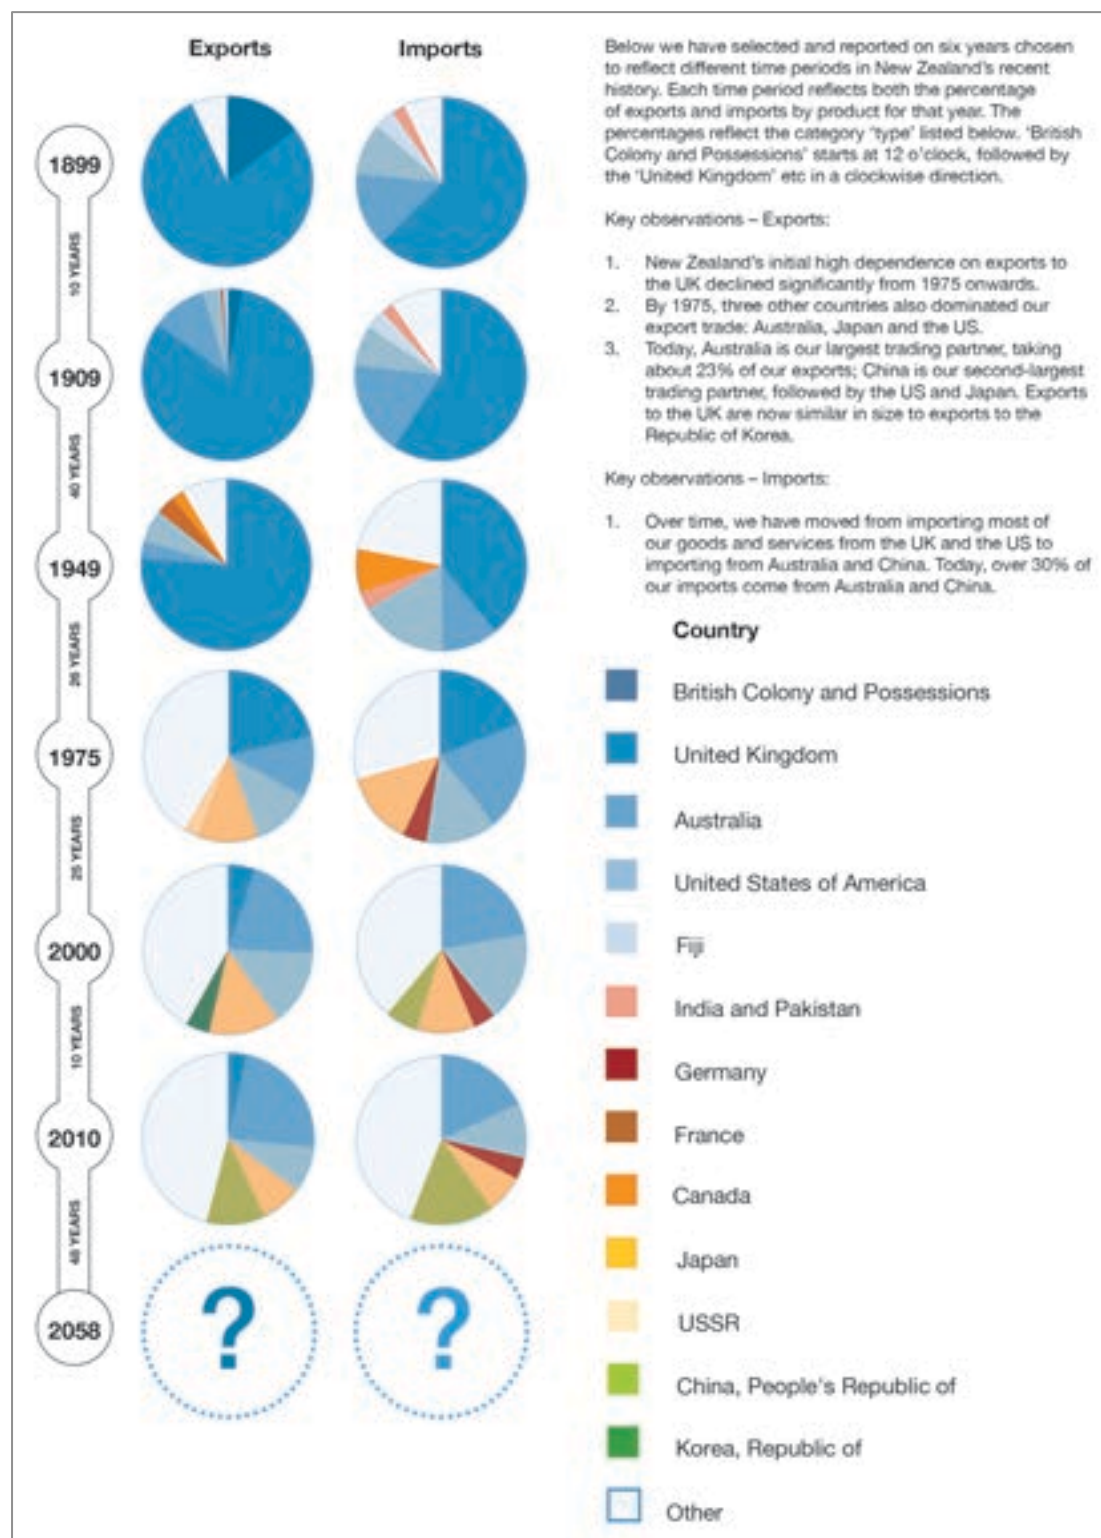 Exports
Imports
1899
10 YEARS
1909
40 YEARS
1949
26 YEARS
1975
25 YEARS
2000
10 YEARS
2010
48 YEARS
2058
?
?
Below we have selected and reported on six years chosen
to reflect different time periods in New Zealand's recent
history. Each time period reflects both the percentage
of exports and imports by product for that year. The
percentages reflect the category 'type' listed below. 'British
Colony and Possessions' starts at 12 o'clock, followed by
the 'United Kingdom' etc in a clockwise direction.
Key observations – Exports:
1. New Zealand's initial high dependence on exports to
the UK declined significantly from 1975 onwards.
2. By 1975, three other countries also dominated our
export trade: Australia, Japan and the US.
3. Today, Australia is our largest trading partner, taking
about 23% of our exports; China is our second-largest
trading partner, followed by the US and Japan. Exports
to the UK are now similar in size to exports to the
Republic of Korea.
Key observations – Imports:
1. Over time, we have moved from importing most of
our goods and services from the UK and the US to
importing from Australia and China. Today, over 30% of
our imports come from Australia and China.
Country
British Colony and Possessions
United Kingdom
Australia
United States of America
Fiji
India and Pakistan
Germany
France
Canada
Japan
USSR
China, People's Republic of
Korea, Republic of
Other